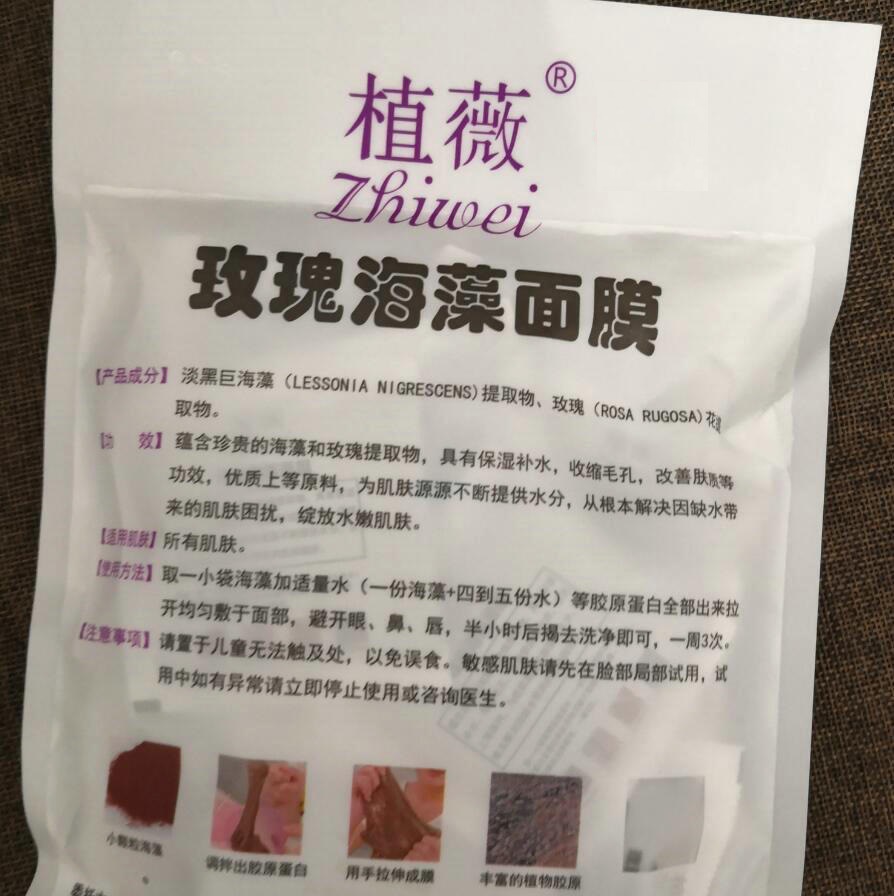 植薇®
Zhiwei
玫瑰海藻面膜
【产品成分】淡黑巨海藻（LESSONIA NIGRESCENS)提取物、玫瑰（ROSA RUGOSA)花提
取物。
【功 效】蕴含珍贵的海藻和玫瑰提取物，具有保湿补水，收缩毛孔，改善肤质等
功效，优质上等原料，为肌肤源源不断提供水分，从根本解决因缺水带
来的肌肤困扰，绽放水嫩肌肤。
【适用肌肤】所有肌肤。
【使用方法】取一小袋海藻加适量水（一份海藻+四到五份水）等胶原蛋白全部出来拉
开均匀敷于面部，避开眼、鼻、唇，半小时后揭去洗净即可，一周3次。
【注意事项】请置于儿童无法触及处，以免误食。敏感肌肤请先在脸部局部试用，试
用中如有异常请立即停止使用或咨询医生。
小颗粒海藻 调拌出胶原蛋白 用手拉伸成膜 丰富的植物胶原